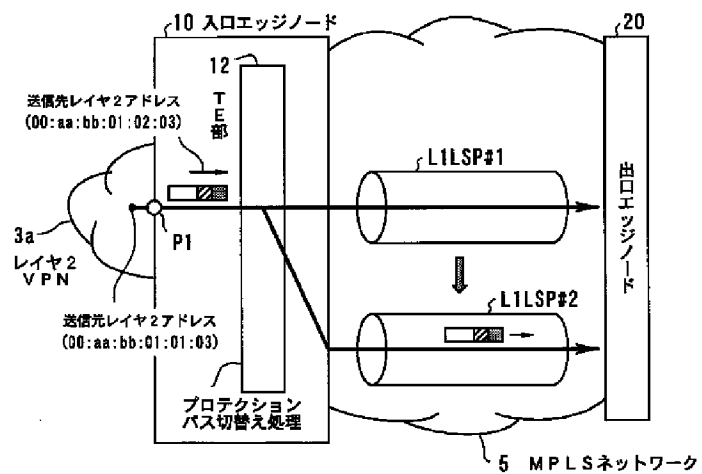 10 入口エッジノード
20
12
送信先レイヤ2アドレス
(00:aa:bb:01:02:03)
TE部
L1LSP#1
P1
3a
レイヤ2
VPN
出口エッジノード
L1LSP#2
送信元レイヤ2アドレス
(00:aa:bb:01:01:03)
プロテクション
パス切替え処理
5 MPLSネットワーク